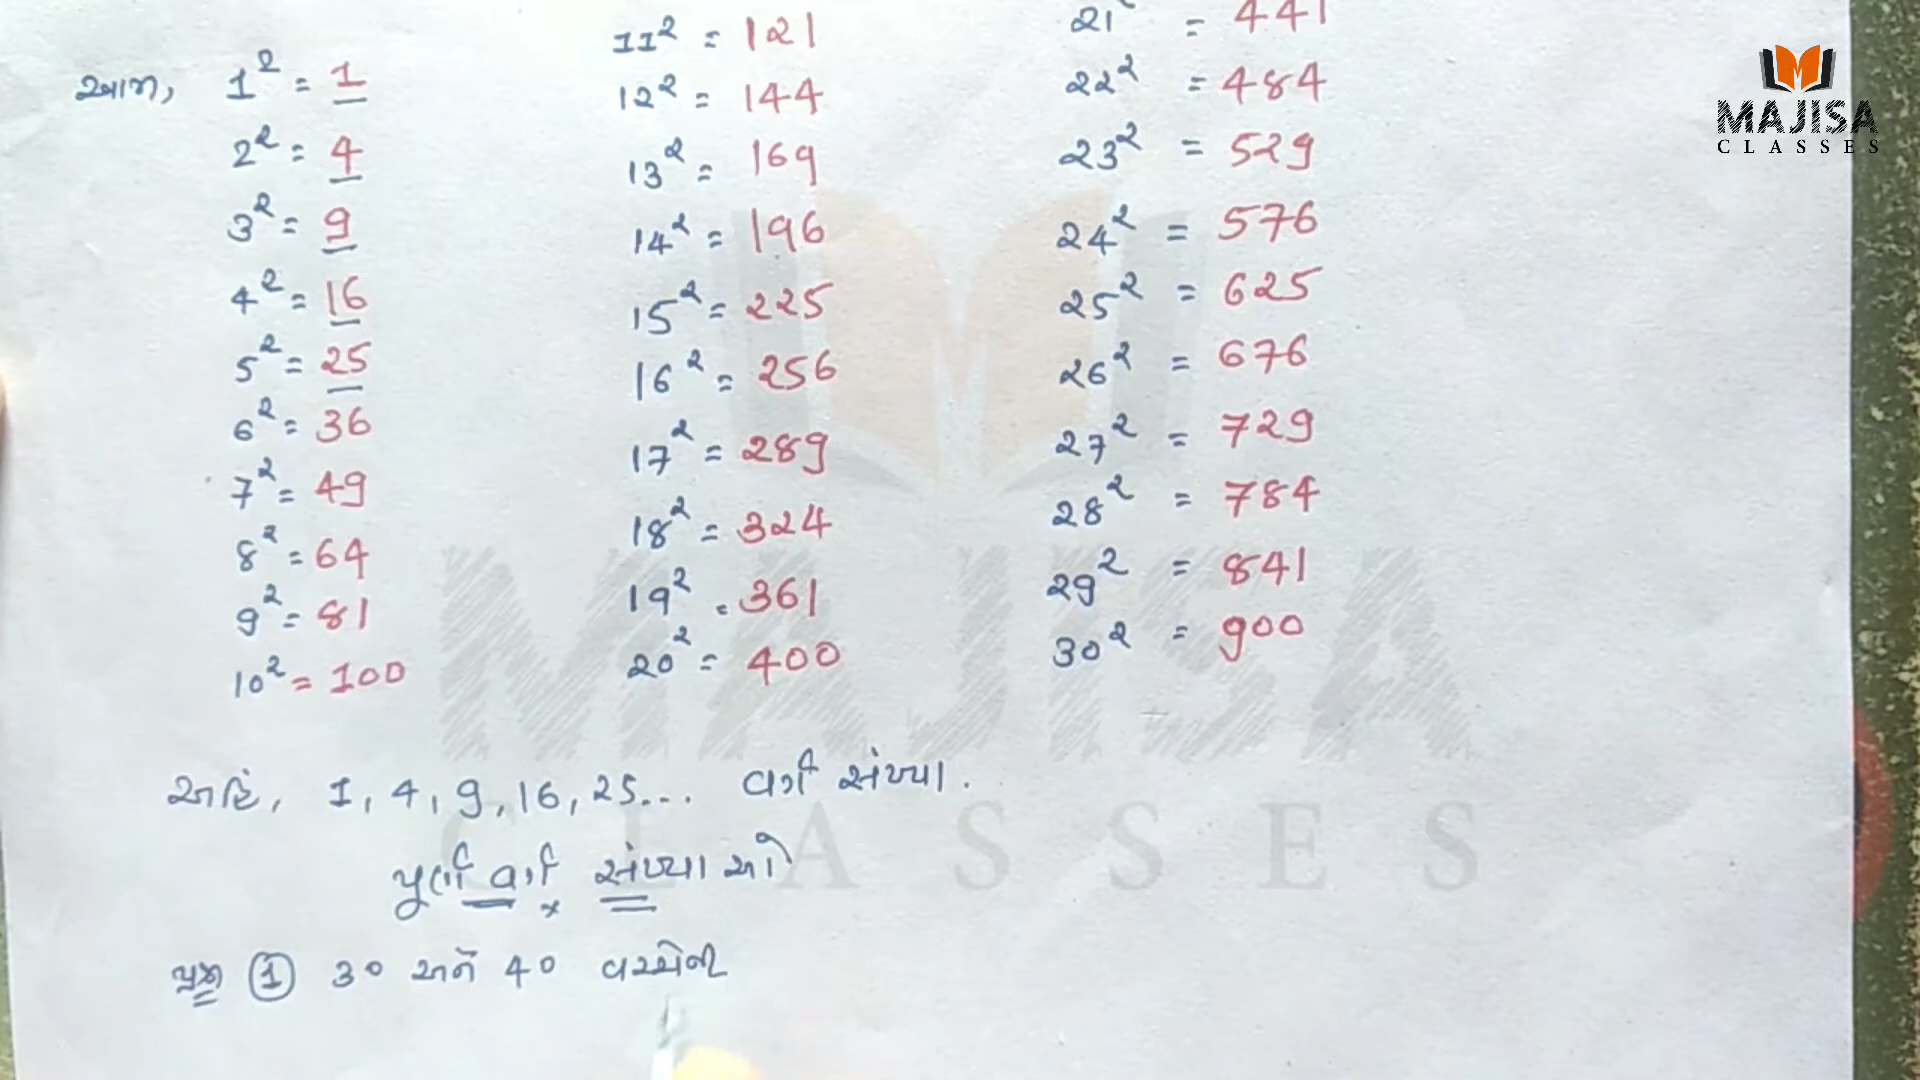 આમ, 1² = 1
2² = 4
3² = 9
4² = 16
5² = 25
6² = 36
7² = 49
8² = 64
9² = 81
10² = 100
11² = 121
12² = 144
13² = 169
14² = 196
15² = 225
16² = 256
17² = 289
18² = 324
19² = 361
20² = 400
21² = 441
22² = 484
23² = 529
24² = 576
25² = 625
26² = 676
27² = 729
28² = 784
29² = 841
30² = 900
અહિં, 1, 4, 9, 16, 25... વર્ગ સંખ્યા.
પૂર્ણ વર્ગ સંખ્યાઓ
પ્રશ્ન ① 30 અને 40 વચ્ચેની
MAJISA
CLASSES
MAJISA
CLASSES